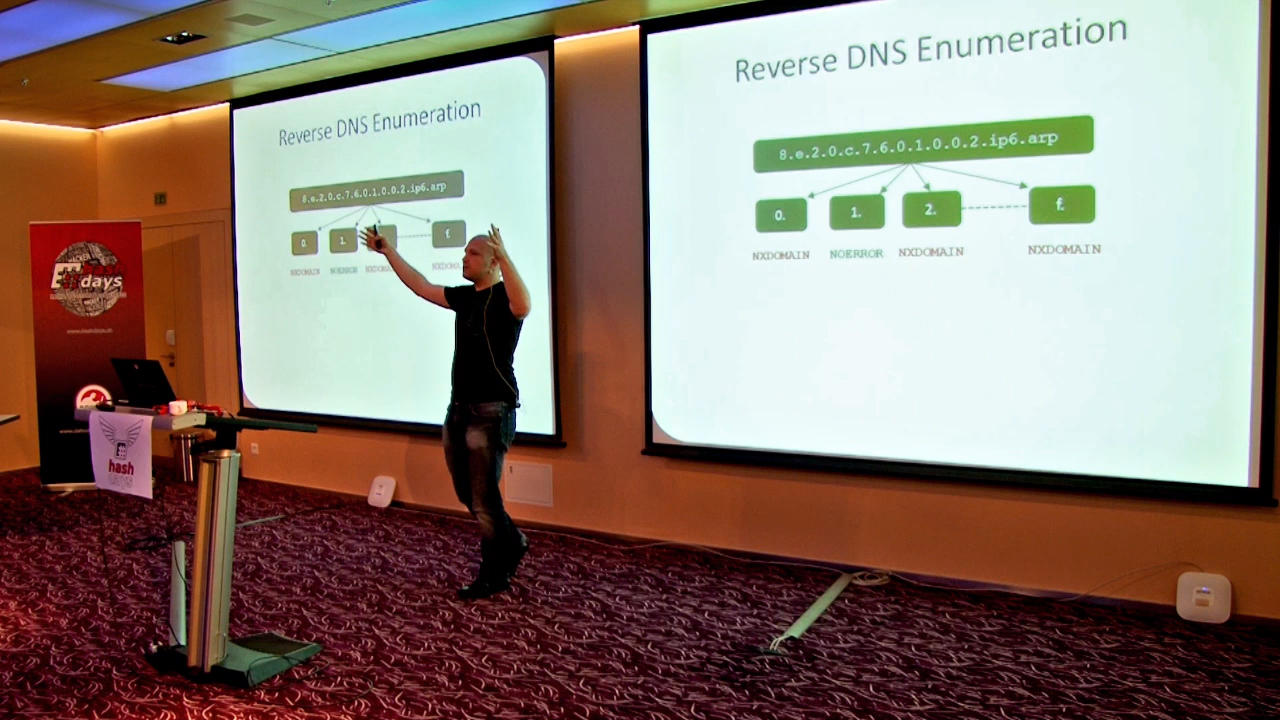 Reverse DNS Enumeration
8.e.2.0.c.7.6.0.1.0.0.2.ip6.arp
0.
1.
f.
NXDOMAIN
NOERROR
Reverse DNS Enumeration
8.e.2.0.c.7.6.0.1.0.0.2.ip6.arp
0.
1.
2.
f.
NXDOMAIN
NOERROR
NXDOMAIN
NXDOMAIN
HACKER
hash
days
hash